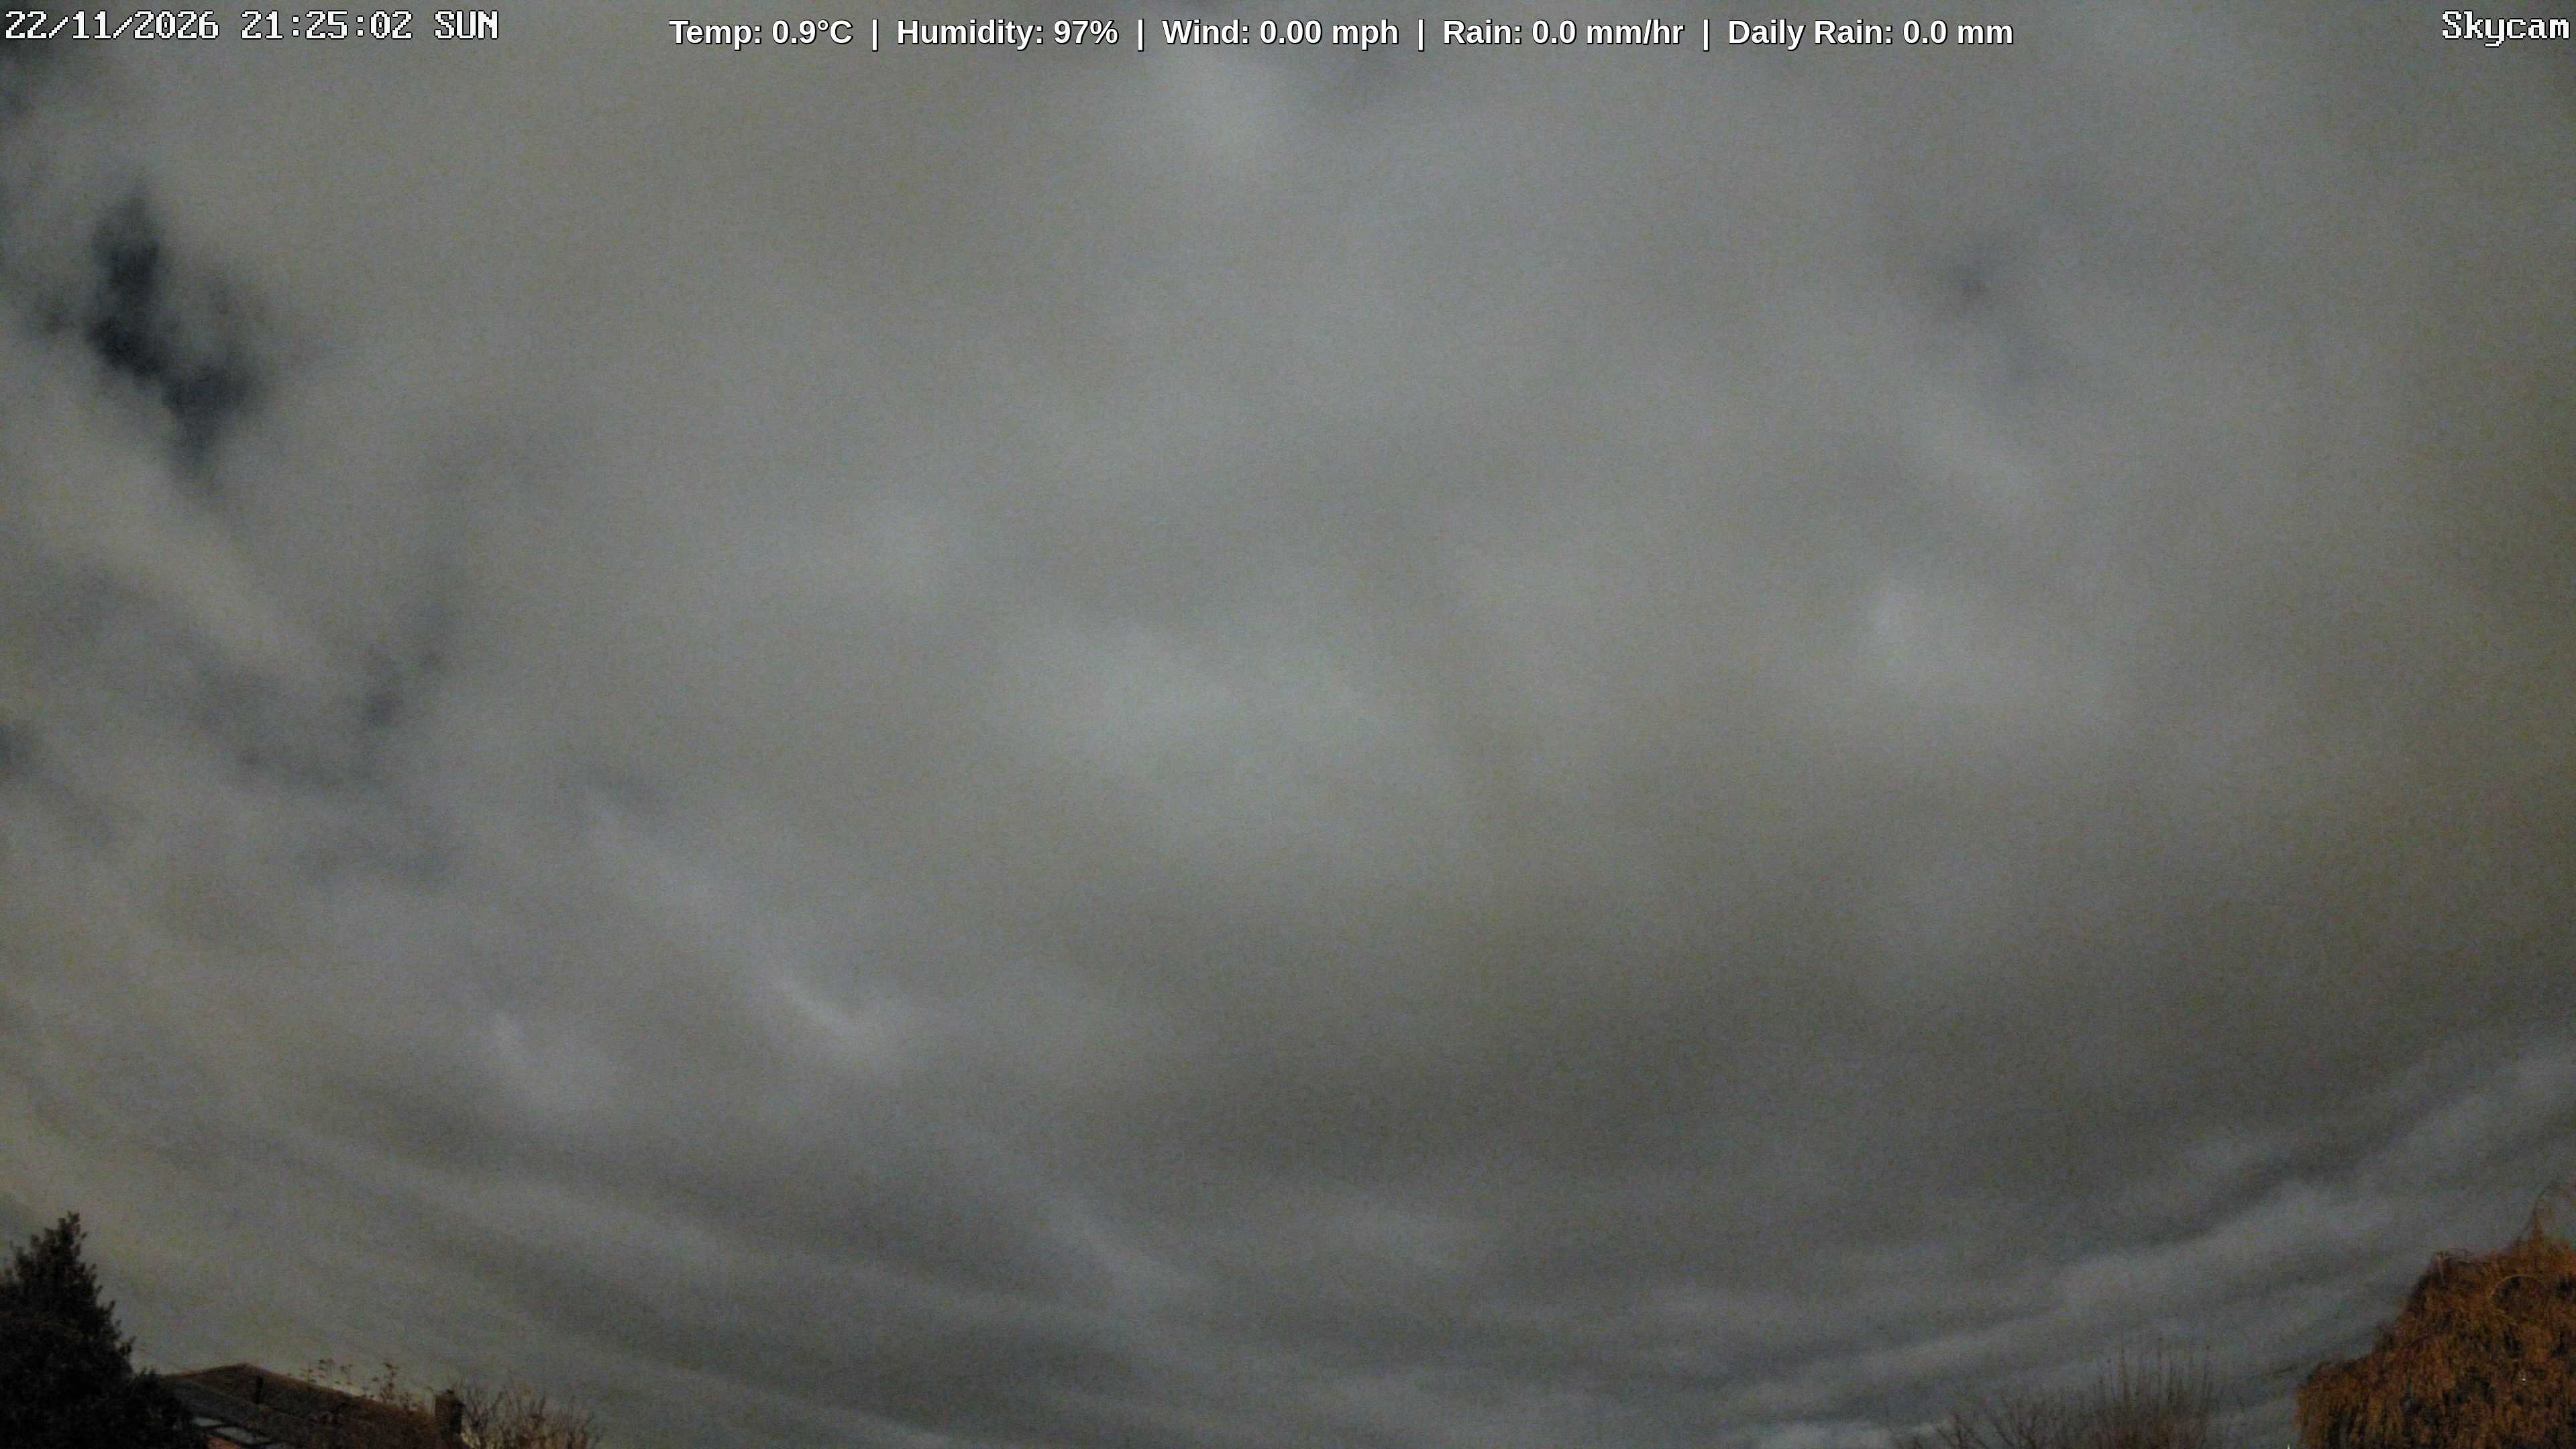 22/11/2026 21:25:02 SUN
Temp: 0.9°C | Humidity: 97% | Wind: 0.00 mph | Rain: 0.0 mm/hr | Daily Rain: 0.0 mm
Skycam